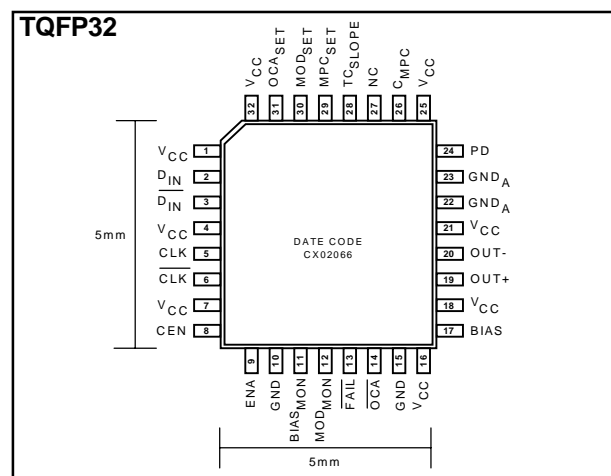 TQFP32
VCC
OCASET
MODSET
MPCSET
TCSLOPE
NC
CMPC
VCC
32
31
30
29
28
27
26
25
VCC 1
DIN 2
DIN 3
VCC 4
CLK 5
CLK 6
VCC 7
CEN 8
5mm
DATE CODE
CX02066
24 PD
23 GNDA
22 GNDA
21 VCC
20 OUT-
19 OUT+
18 VCC
17 BIAS
9
10
11
12
13
14
15
16
ENA
GND
BIASMON
MODMON
FAIL
OCA
GND
VCC
5mm